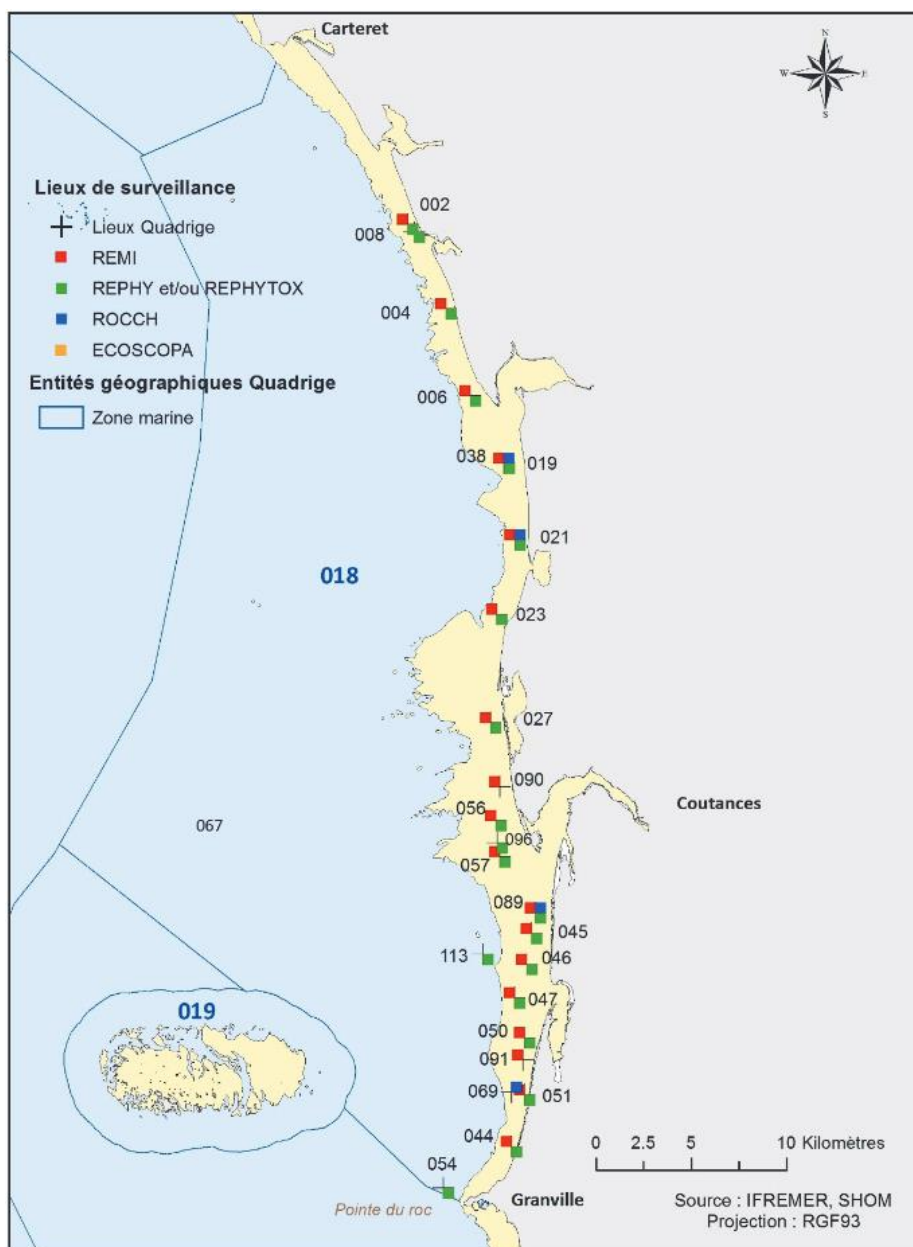 Carteret
N
W
E
S
Lieux de surveillance
Lieux Quadrige
REMI
REPHY et/ou REPHYTOX
ROCCH
ECOSCOPA
Entités géographiques Quadrige
Zone marine
002
008
004
006
038
019
021
018
023
027
090
056
Coutances
067
096
057
089
045
113
046
019
047
050
091
069
051
044
0 2.5 5 10 Kilomètres
054
Pointe du roc
Granville
Source : IFREMER, SHOM
Projection : RGF93